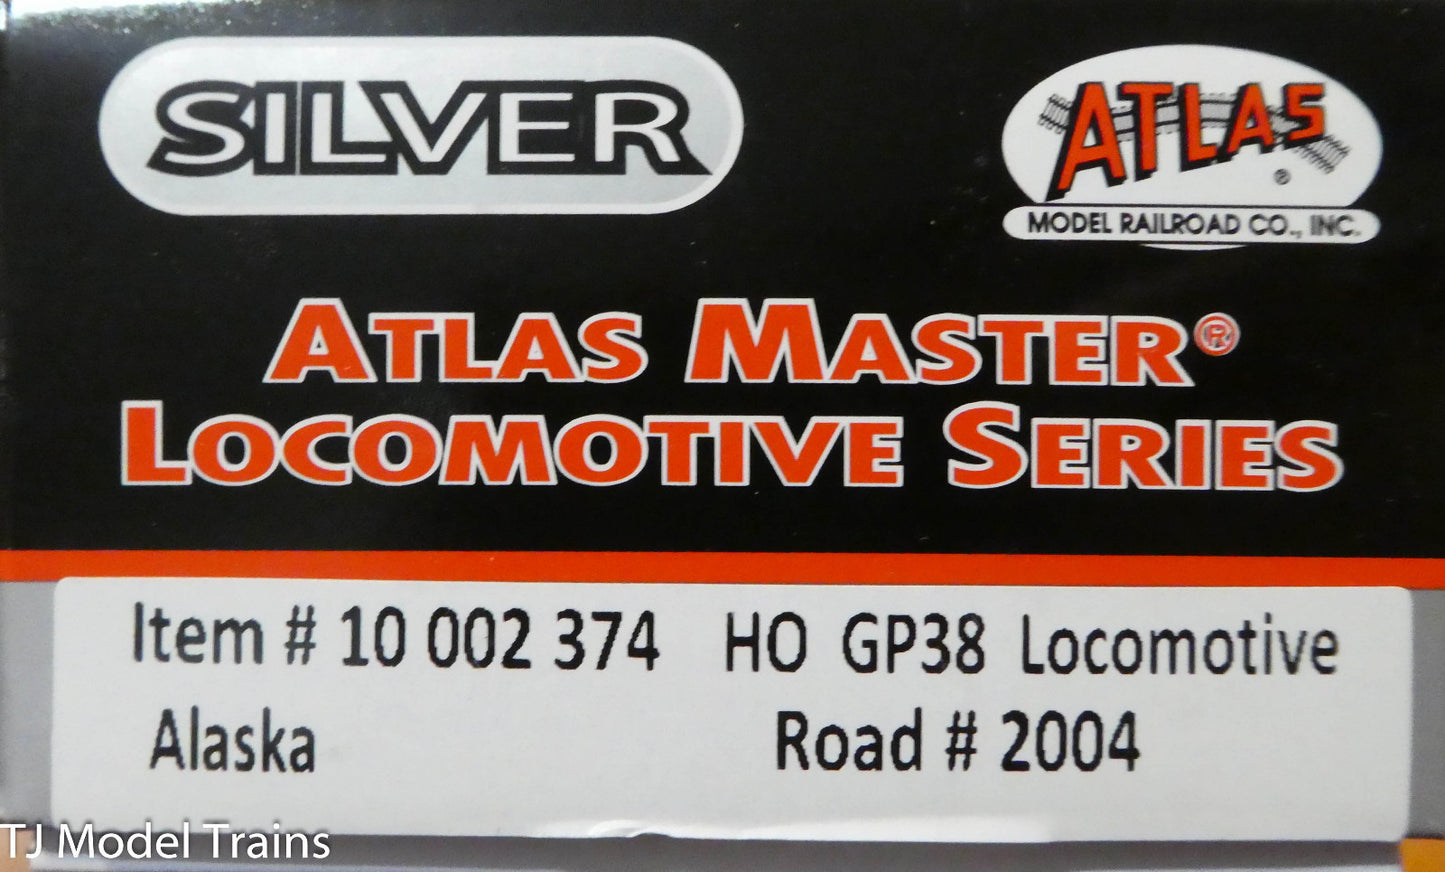 SILVER
ATLAS
®
MODEL RAILROAD CO., INC.
ATLAS MASTER®
LOCOMOTIVE SERIES
Item # 10 002 374 HO GP38 Locomotive
Alaska Road # 2004
TJ Model Trains